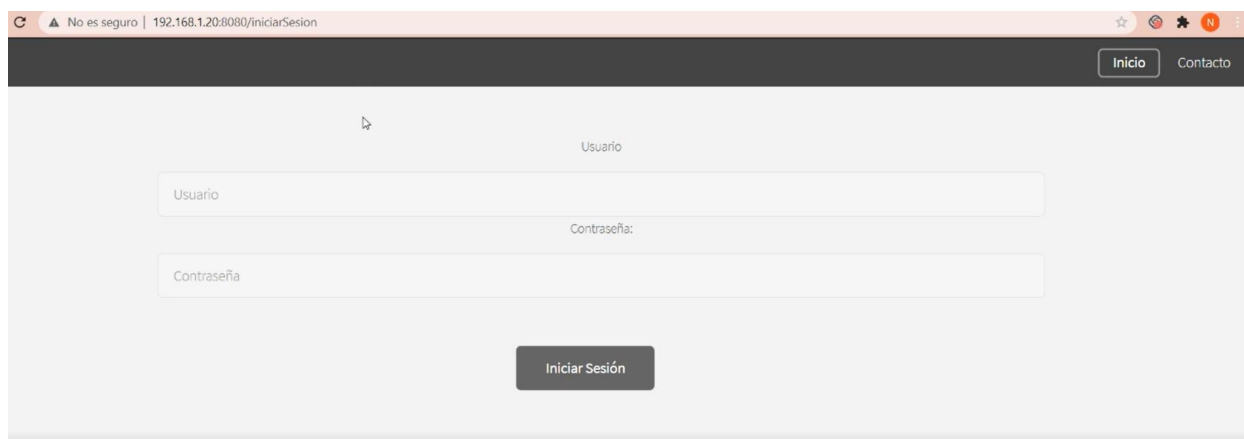 No es seguro | 192.168.1.20:8080/iniciarSesion
N
Inicio Contacto
Usuario
Usuario
Contraseña:
Contraseña
Iniciar Sesión